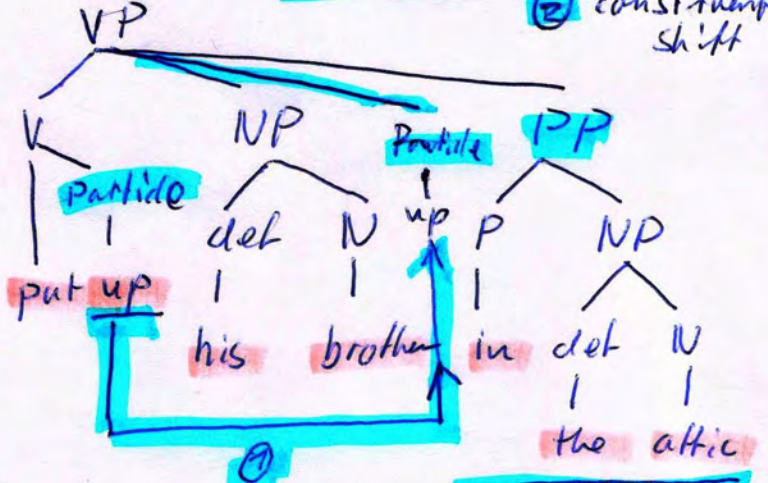 VP
② constituent
shift
V NP Particle PP
Particle
det N up P NP
put up
his brother in det N
the attic
①